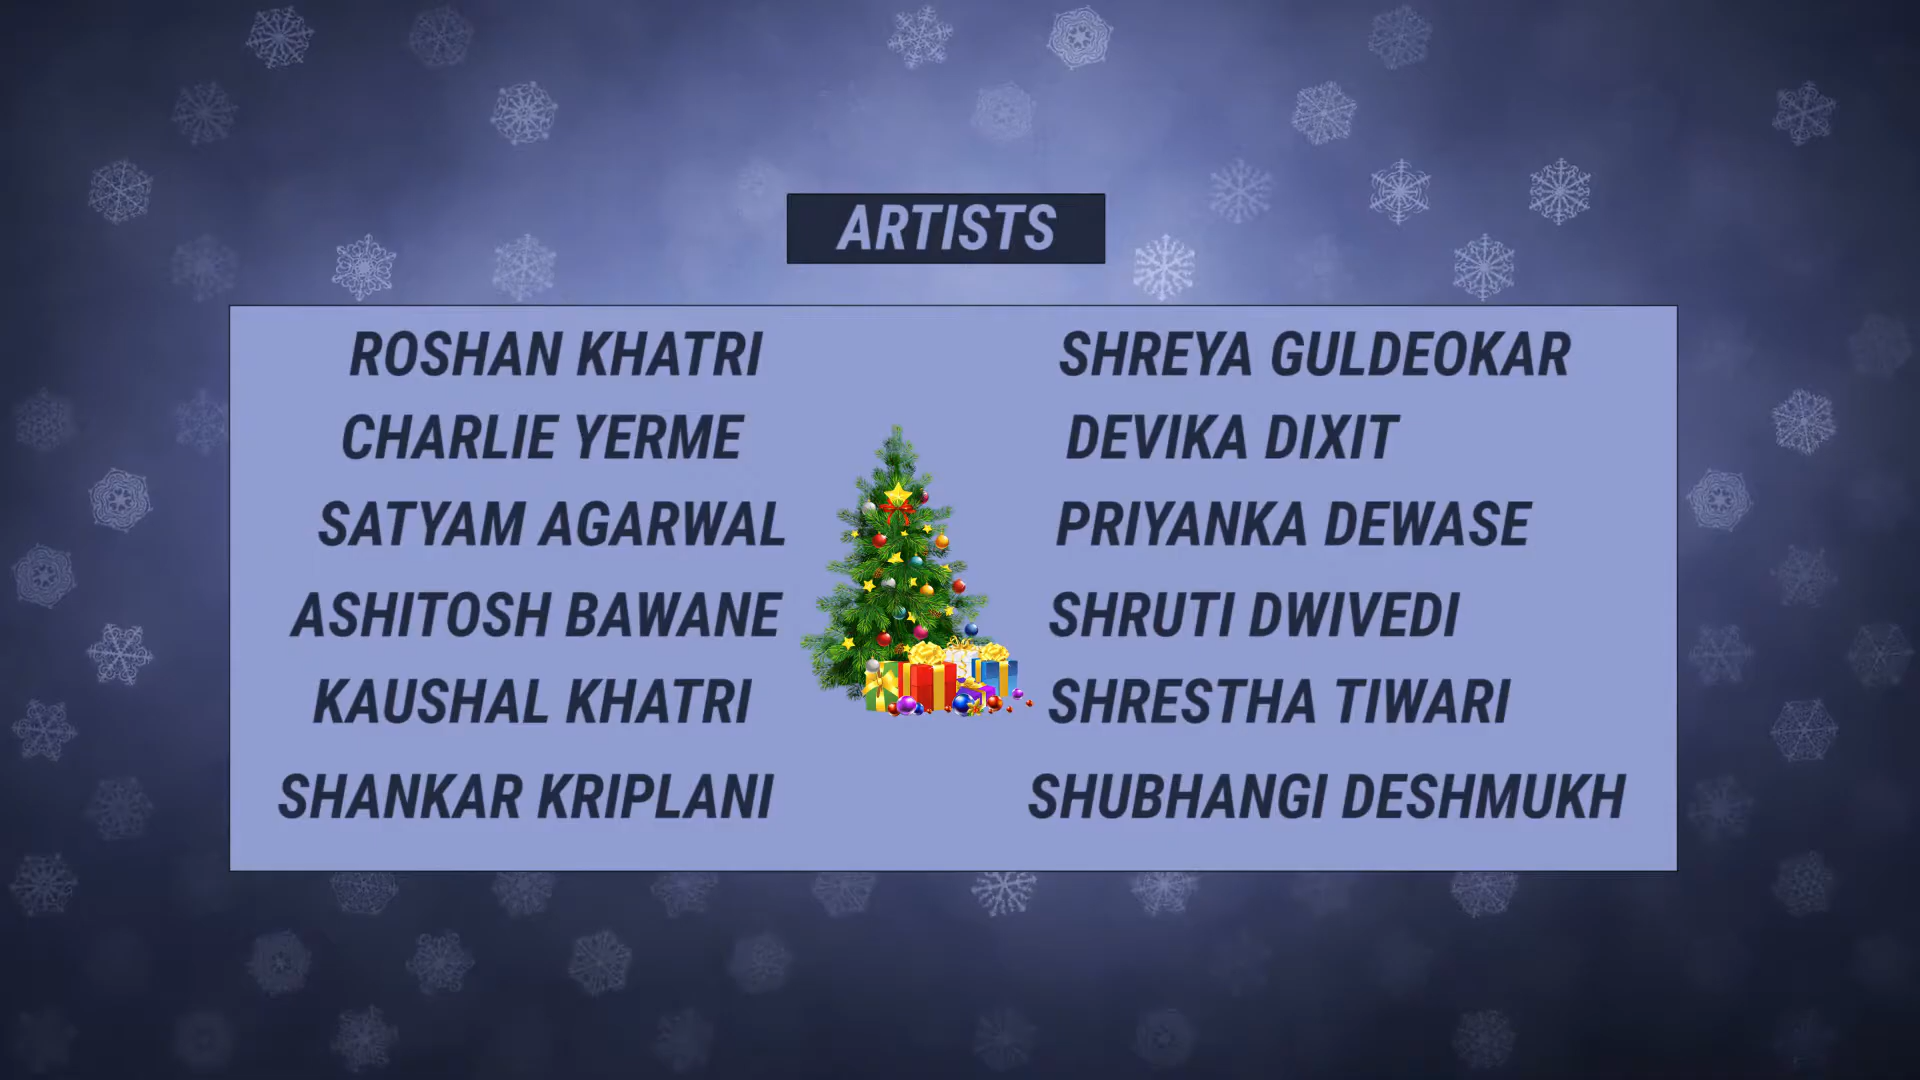 ARTISTS
ROSHAN KHATRI
CHARLIE YERME
SATYAM AGARWAL
ASHITOSH BAWANE
KAUSHAL KHATRI
SHANKAR KRIPLANI
SHREYA GULDEOKAR
DEVIKA DIXIT
PRIYANKA DEWASE
SHRUTI DWIVEDI
SHRESTHA TIWARI
SHUBHANGI DESHMUKH